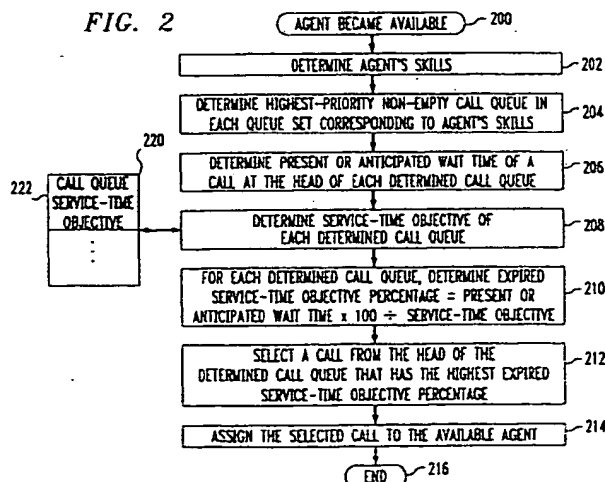 FIG. 2
AGENT BECAME AVAILABLE
200
DETERMINE AGENT'S SKILLS
202
DETERMINE HIGHEST-PRIORITY NON-EMPTY CALL QUEUE IN
EACH QUEUE SET CORRESPONDING TO AGENT'S SKILLS
204
DETERMINE PRESENT OR ANTICIPATED WAIT TIME OF A
CALL AT THE HEAD OF EACH DETERMINED CALL QUEUE
206
220
222
CALL QUEUE
SERVICE-TIME
OBJECTIVE
DETERMINE SERVICE-TIME OBJECTIVE OF
EACH DETERMINED CALL QUEUE
208
FOR EACH DETERMINED CALL QUEUE, DETERMINE EXPIRED
SERVICE-TIME OBJECTIVE PERCENTAGE = PRESENT OR
ANTICIPATED WAIT TIME x 100 ÷ SERVICE-TIME OBJECTIVE
210
SELECT A CALL FROM THE HEAD OF THE
DETERMINED CALL QUEUE THAT HAS THE HIGHEST EXPIRED
SERVICE-TIME OBJECTIVE PERCENTAGE
212
ASSIGN THE SELECTED CALL TO THE AVAILABLE AGENT
214
END
216